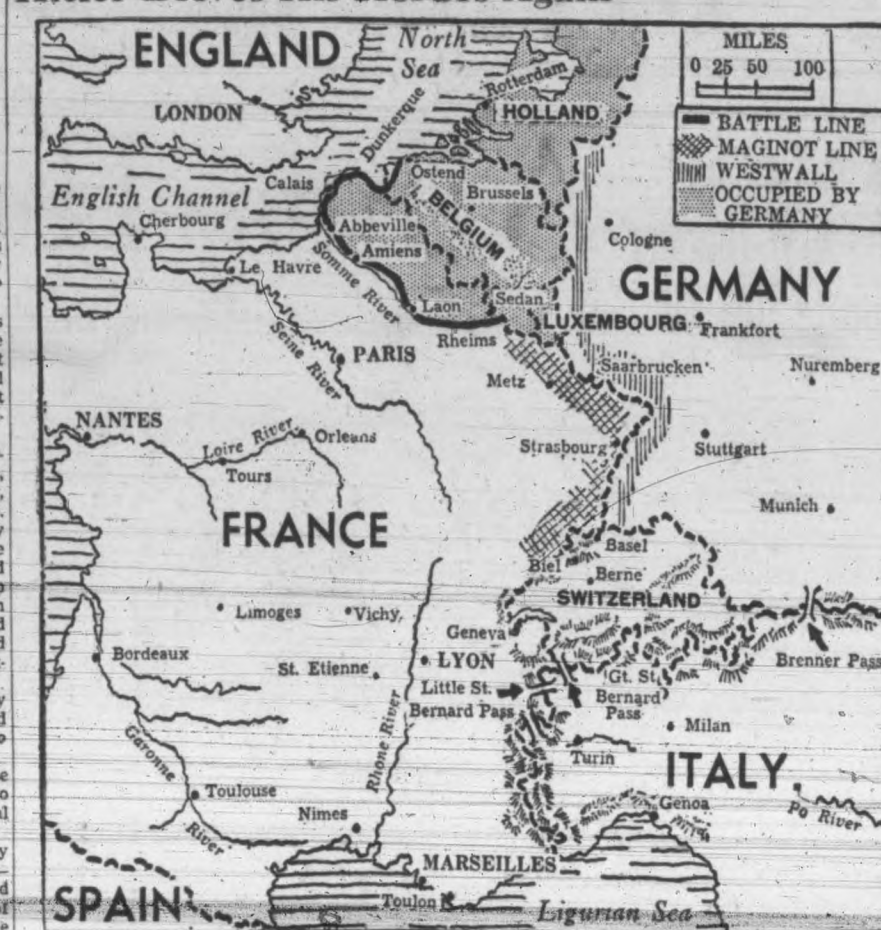 ENGLAND
North
Sea
LONDON
Dunkerque
Rotterdam
HOLLAND
MILES
0 25 50 100
BATTLE LINE
MAGINOT LINE
WESTWALL
OCCUPIED BY
GERMANY
English Channel
Calais
Ostend
Brussels
BELGIUM
Cherbourg
Abbeville
Amiens
Cologne
Le Havre
Somme River
Laon
Sedan
GERMANY
LUXEMBOURG
Frankfort
Rheims
Seine River
PARIS
Metz
Saarbrucken
Nuremberg
NANTES
Loire River
Orleans
Tours
Strasbourg
Stuttgart
Munich
FRANCE
Basel
Biel
Berne
SWITZERLAND
Limoges
Vichy
Geneva
Bordeaux
LYON
St. Etienne
Little St.
Bernard Pass
Gt. St.
Bernard
Pass
Brenner Pass
Milan
Garonne
River
Rhone River
Turin
ITALY
Toulouse
Nimes
Genoa
Po River
MARSEILLES
Toulon
SPAIN
Ligurian Sea